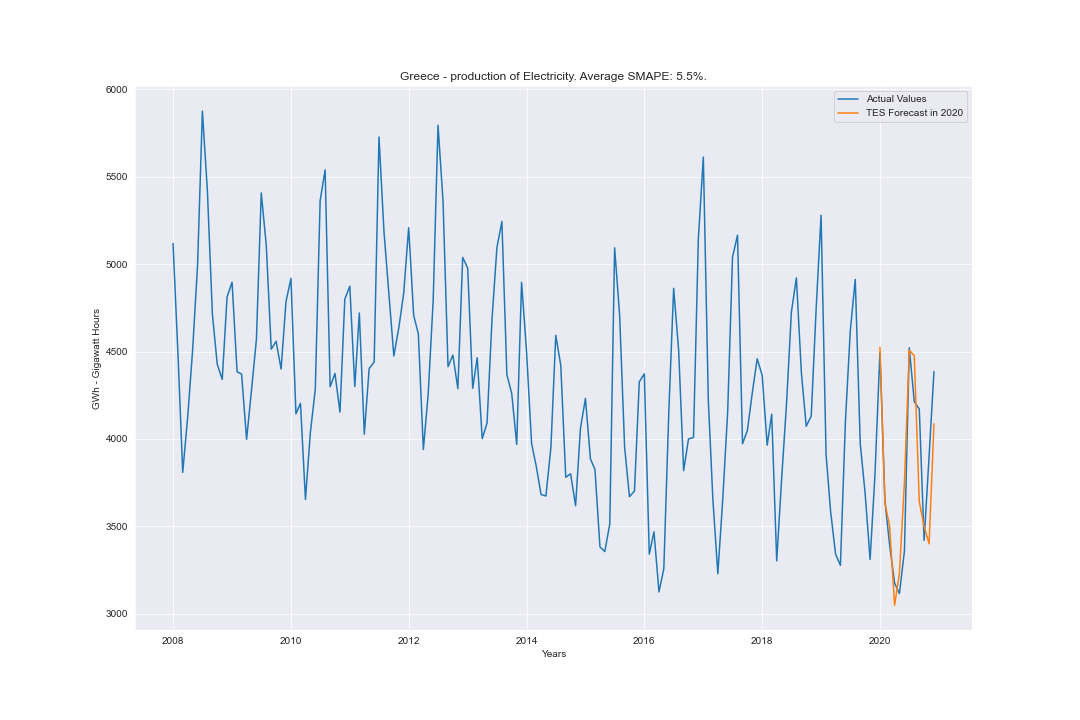 Greece - production of Electricity. Average SMAPE: 5.5%.
Actual Values
TES Forecast in 2020
6000
5500
5000
4500
4000
3500
3000
GWh - Gigawatt Hours
2008 2010 2012 2014 2016 2018 2020
Years